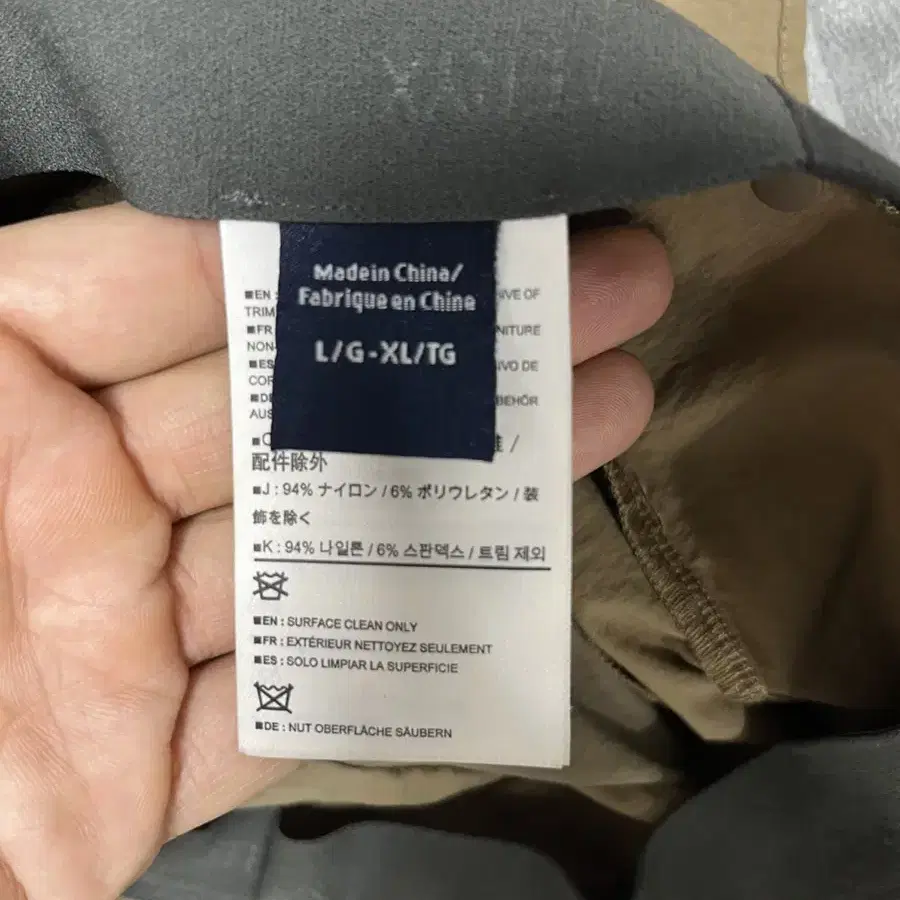 Made in China/
Fabrique en Chine
L/G-XL/TG
■EN :
IVE OF
TRIM
■FR
NITURE
NON-
■ES
IVO DE
COR
■DE
BEHÖR
AUS
■C 維 /
配件除外
■J : 94% ナイロン / 6% ポリウレタン / 装
飾を除く
■K : 94% 나일론 / 6% 스판덱스 / 트림 제외
■EN : SURFACE CLEAN ONLY
■FR : EXTÉRIEUR NETTOYEZ SEULEMENT
■ES : SOLO LIMPIAR LA SUPERFICIE
■DE : NUT OBERFLÄCHE SÄUBERN